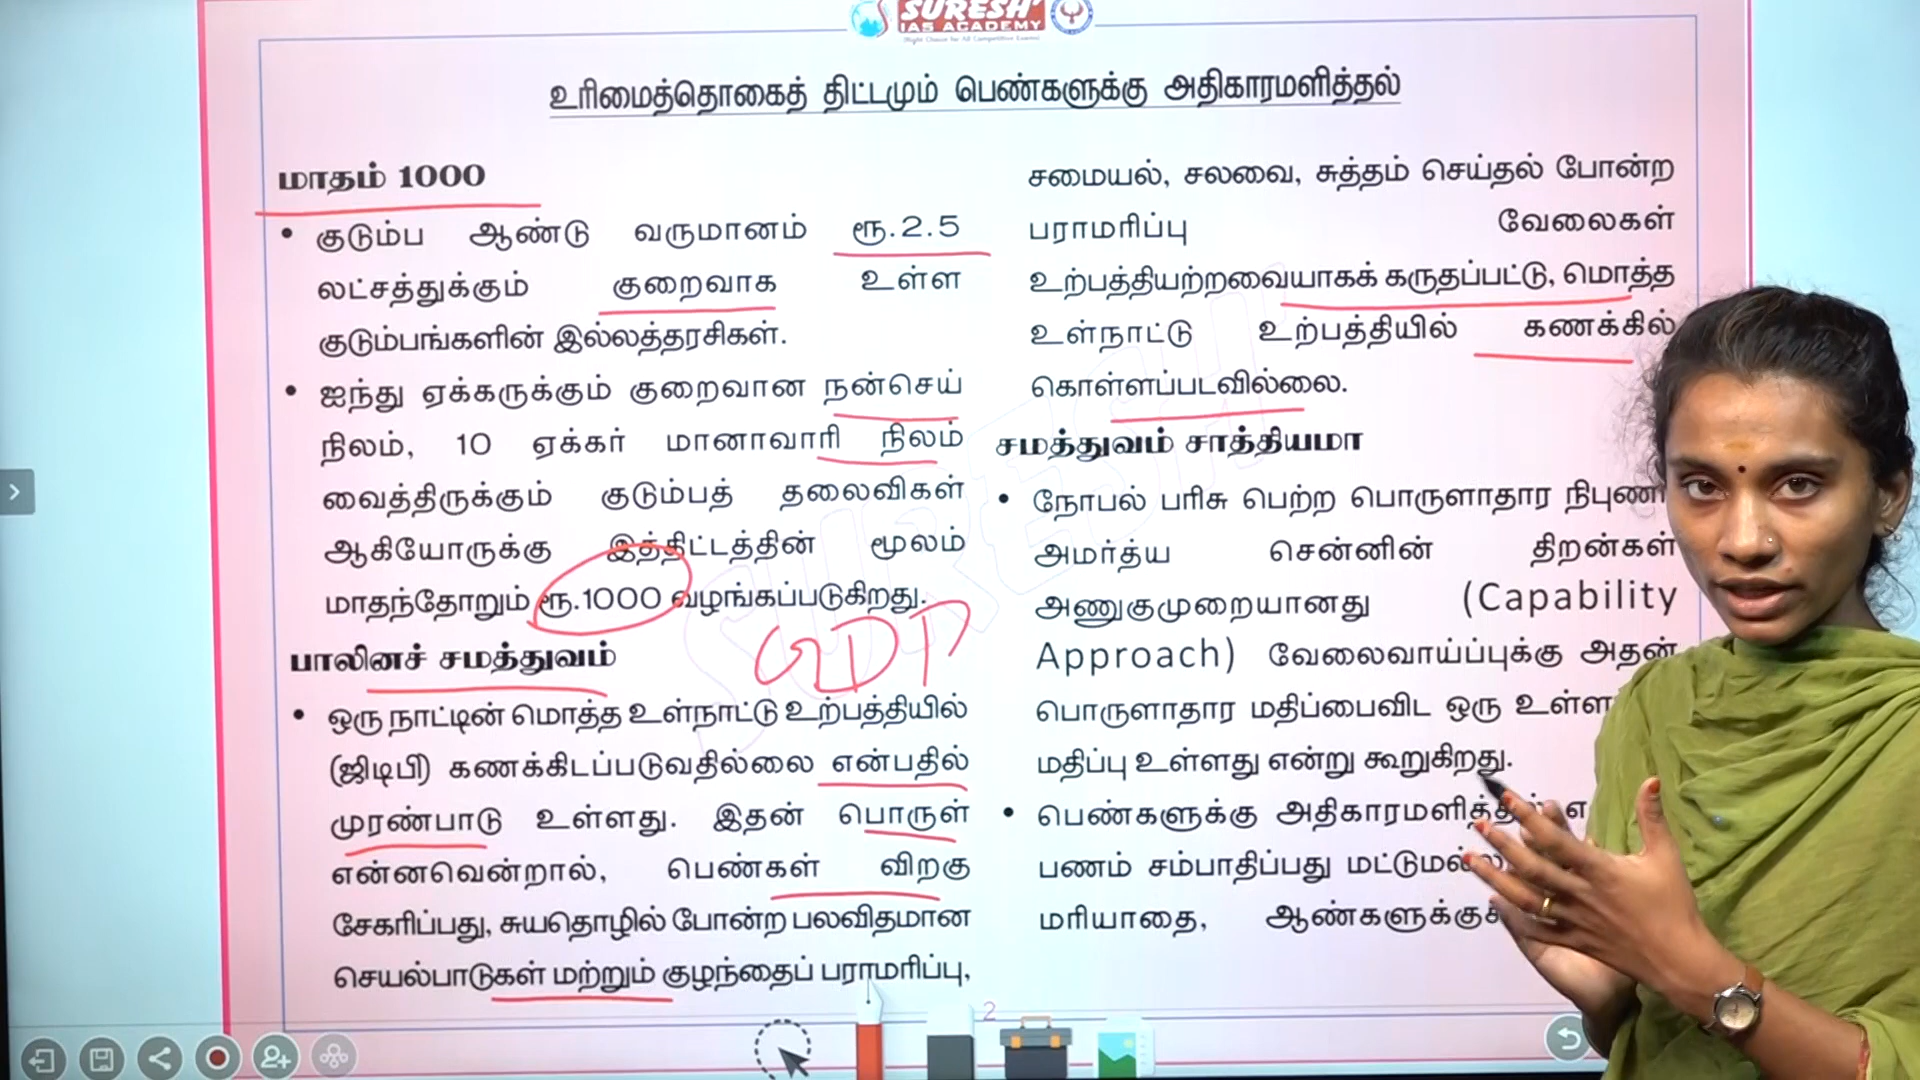 SURESH'
IAS ACADEMY
உரிமைத்தொகைத் திட்டமும் பெண்களுக்கு அதிகாரமளித்தல்
மாதம் 1000
• குடும்ப ஆண்டு வருமானம் ரூ.2.5
லட்சத்துக்கும் குறைவாக உள்ள
குடும்பங்களின் இல்லத்தரசிகள்.
• ஐந்து ஏக்கருக்கும் குறைவான நன்செய்
நிலம், 10 ஏக்கர் மானாவாரி நிலம்
வைத்திருக்கும் குடும்பத் தலைவிகள்
ஆகியோருக்கு இத்திட்டத்தின் மூலம்
மாதந்தோறும் ரூ.1000 வழங்கப்படுகிறது.
GDP
பாலினச் சமத்துவம்
• ஒரு நாட்டின் மொத்த உள்நாட்டு உற்பத்தியில்
(ஜிடிபி) கணக்கிடப்படுவதில்லை என்பதில்
முரண்பாடு உள்ளது. இதன் பொருள்
என்னவென்றால், பெண்கள் விறகு
சேகரிப்பது, சுயதொழில் போன்ற பலவிதமான
செயல்பாடுகள் மற்றும் குழந்தைப் பராமரிப்பு,
சமையல், சலவை, சுத்தம் செய்தல் போன்ற
பராமரிப்பு வேலைகள்
உற்பத்தியற்றவையாகக் கருதப்பட்டு, மொத்த
உள்நாட்டு உற்பத்தியில் கணக்கில்
கொள்ளப்படவில்லை.
சமத்துவம் சாத்தியமா
• நோபல் பரிசு பெற்ற பொருளாதார
அமர்த்ய சென்னின் திறன்கள்
அணுகுமுறையானது (Capability
Approach) வேலைவாய்ப்புக்கு அதன்
பொருளாதார மதிப்பைவிட ஒரு
மதிப்பு உள்ளது என்று கூறுகிறது.
• பெண்களுக்கு அதிகாரமளித்தல்
பணம் சம்பாதிப்பது
மரியாதை,
2
SURESH